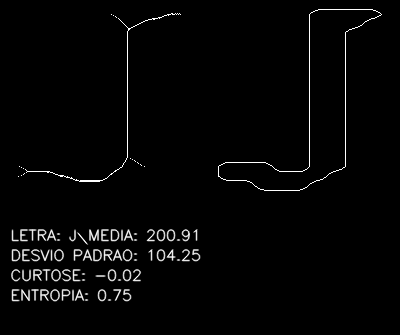 LETRA: J\MEDIA: 200.91
DESVIO PADRAO: 104.25
CURTOSE: -0.02
ENTROPIA: 0.75